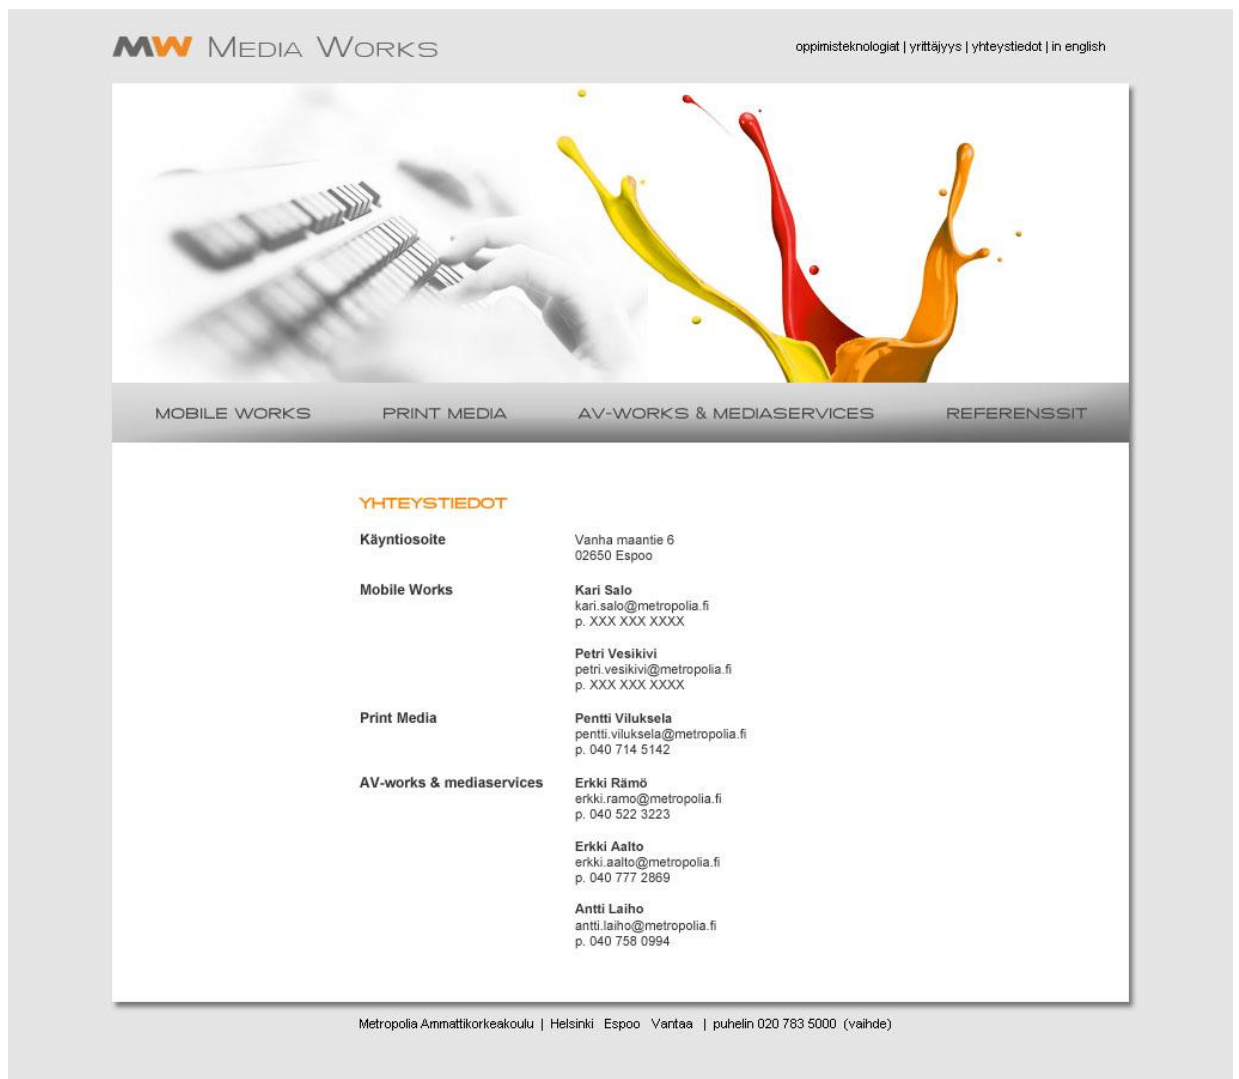 MW MEDIA WORKS
oppimisteknologiat | yrittäjyys | yhteystiedot | in english
MOBILE WORKS PRINT MEDIA AV-WORKS & MEDIASERVICES REFERENSSIT
YHTEYSTIEDOT
Käyntiosoite Vanha maantie 6
02650 Espoo
Mobile Works Kari Salo
kari.salo@metropolia.fi
p. XXX XXX XXXX
Petri Vesikivi
petri.vesikivi@metropolia.fi
p. XXX XXX XXXX
Print Media Pentti Viluksela
pentti.viluksela@metropolia.fi
p. 040 714 5142
AV-works & mediaservices Erkki Rämö
erkki.ramo@metropolia.fi
p. 040 522 3223
Erkki Aalto
erkki.aalto@metropolia.fi
p. 040 777 2869
Antti Laiho
antti.laiho@metropolia.fi
p. 040 758 0994
Metropolia Ammattikorkeakoulu | Helsinki Espoo Vantaa | puhelin 020 783 5000 (vaihde)